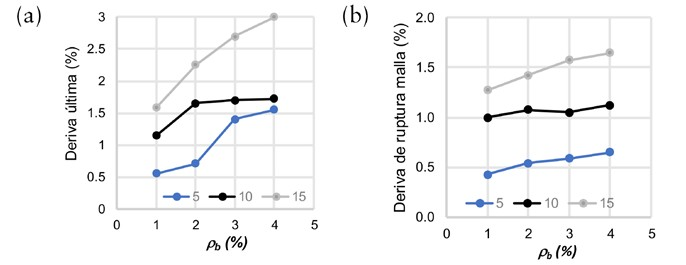 (a)
Deriva última (%)
3
2.5
2
1.5
1
0.5
0
0 1 2 3 4 5
5 10 15
ρb (%)
(b)
Deriva de ruptura malla (%)
2.0
1.5
1.0
0.5
0.0
0 1 2 3 4 5
5 10 15
ρb (%)